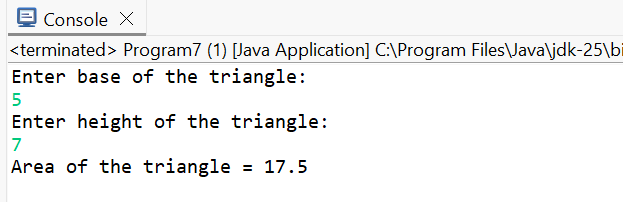 Console
<terminated> Program7 (1) [Java Application] C:\Program Files\Java\jdk-25\bi
Enter base of the triangle:
5
Enter height of the triangle:
7
Area of the triangle = 17.5